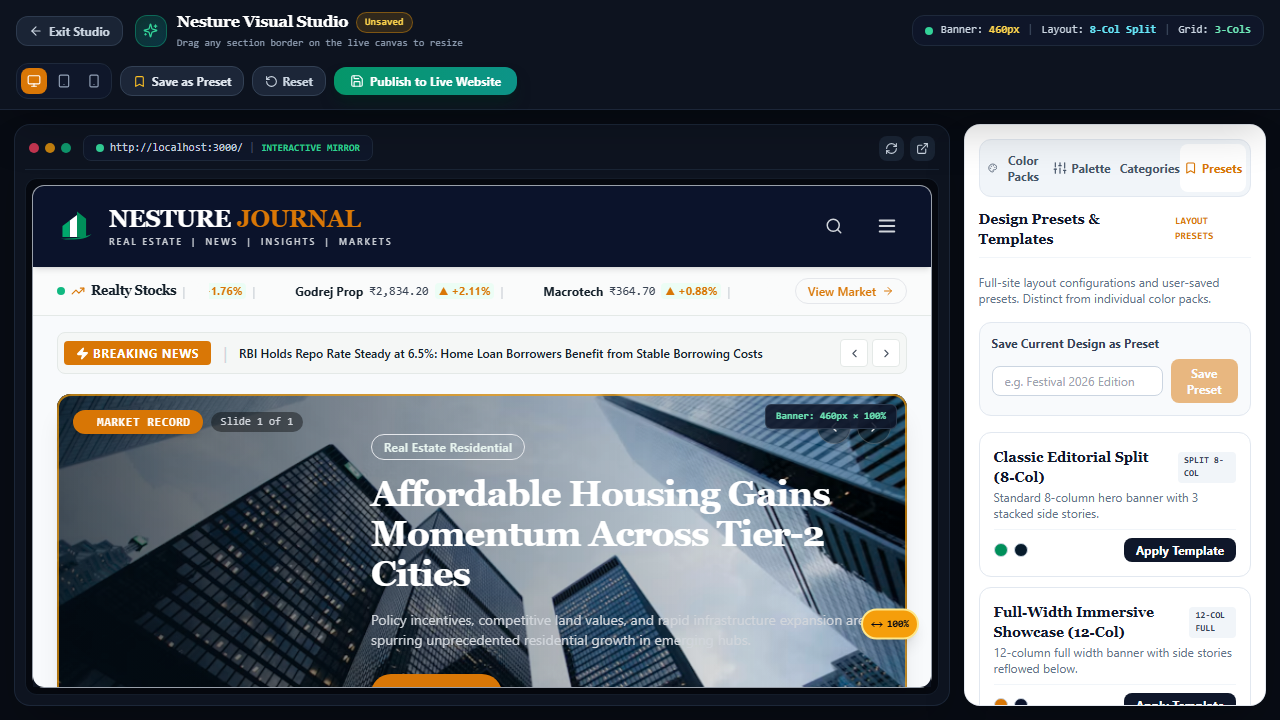 Exit Studio
Nesture Visual Studio
Unsaved
Drag any section border on the live canvas to resize
Banner: 460px | Layout: 8-Col Split | Grid: 3-Cols
Save as Preset
Reset
Publish to Live Website
http://localhost:3000/ | INTERACTIVE MIRROR
NESTURE JOURNAL
REAL ESTATE | NEWS | INSIGHTS | MARKETS
Realty Stocks | 1.76% | Godrej Prop ₹2,834.20 ▲ +2.11% | Macrotech ₹364.70 ▲ +0.88% |
View Market →
BREAKING NEWS | RBI Holds Repo Rate Steady at 6.5%: Home Loan Borrowers Benefit from Stable Borrowing Costs
MARKET RECORD
Slide 1 of 1
Banner: 460px × 100%
Real Estate Residential
Affordable Housing Gains
Momentum Across Tier-2
Cities
Policy incentives, competitive land values, and rapid infrastructure expansion are
spurring unprecedented residential growth in emerging hubs.
↔ 100%
Color
Packs
Palette
Categories
Presets
Design Presets &
Templates
LAYOUT
PRESETS
Full-site layout configurations and user-saved
presets. Distinct from individual color packs.
Save Current Design as Preset
e.g. Festival 2026 Edition
Save
Preset
Classic Editorial Split
(8-Col)
SPLIT 8-
COL
Standard 8-column hero banner with 3
stacked side stories.
Apply Template
Full-Width Immersive
Showcase (12-Col)
12-COL
FULL
12-column full width banner with side stories
reflowed below.
Apply Template